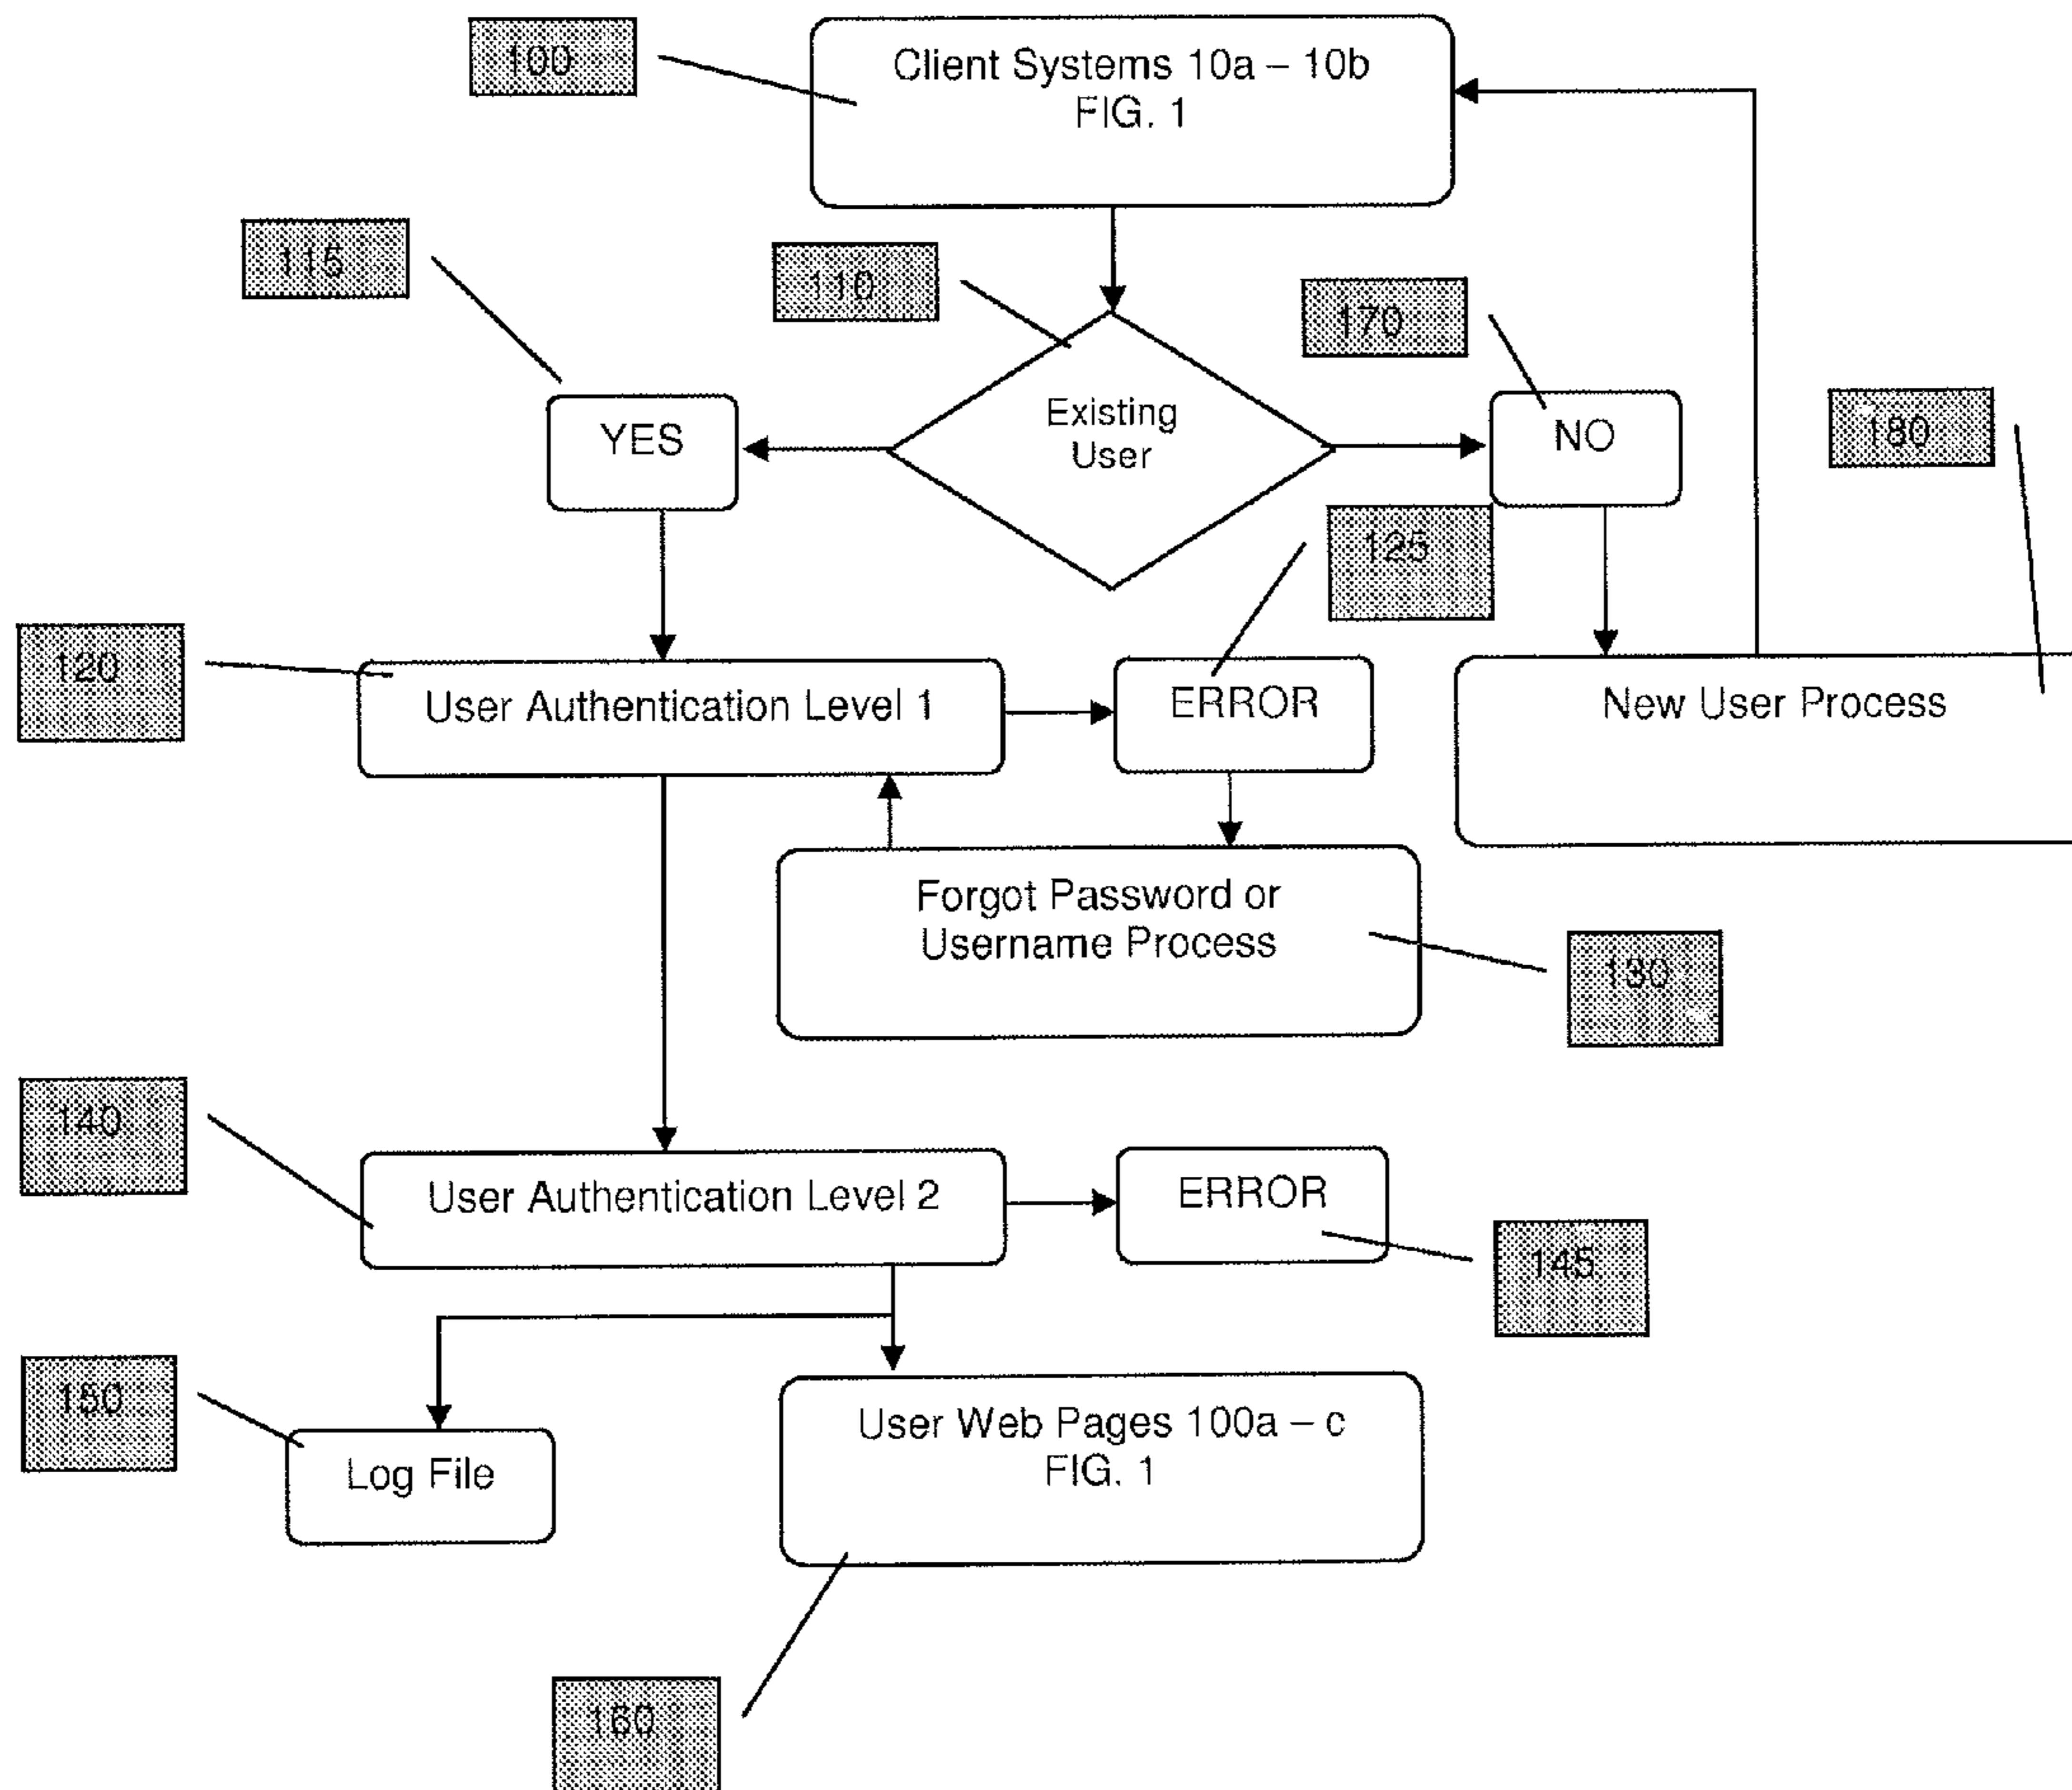 100
Client Systems 10a – 10b
FIG. 1
115
110
170
Existing
User
YES
NO
180
125
120
User Authentication Level 1
ERROR
New User Process
Forgot Password or
Username Process
130
140
User Authentication Level 2
ERROR
145
150
Log File
User Web Pages 100a – c
FIG. 1
160